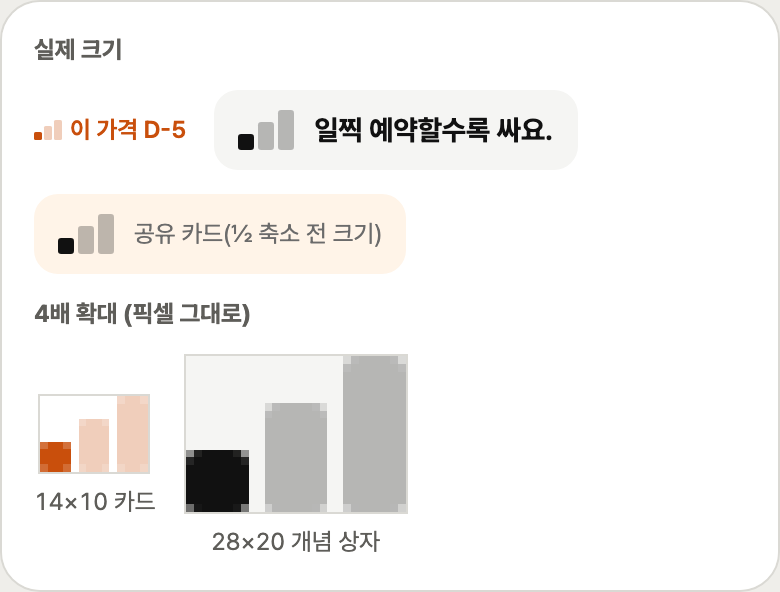 실제 크기
이 가격 D-5
일찍 예약할수록 싸요.
공유 카드(½ 축소 전 크기)
4배 확대 (픽셀 그대로)
14×10 카드
28×20 개념 상자